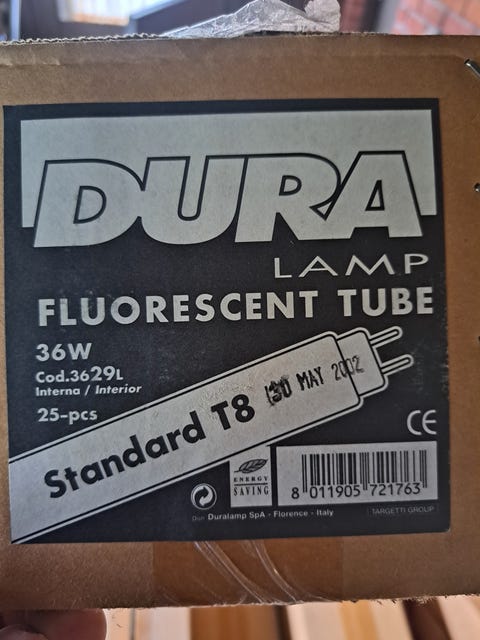 DURA
LAMP
FLUORESCENT TUBE
36W
Cod.3629L
Interna / Interior
25-pcs
Standard T8
30 MAY 2002
CE
ENERGY
SAVING
8 011905 721763
Duralamp SpA - Florence - Italy
TARGETTI GROUP